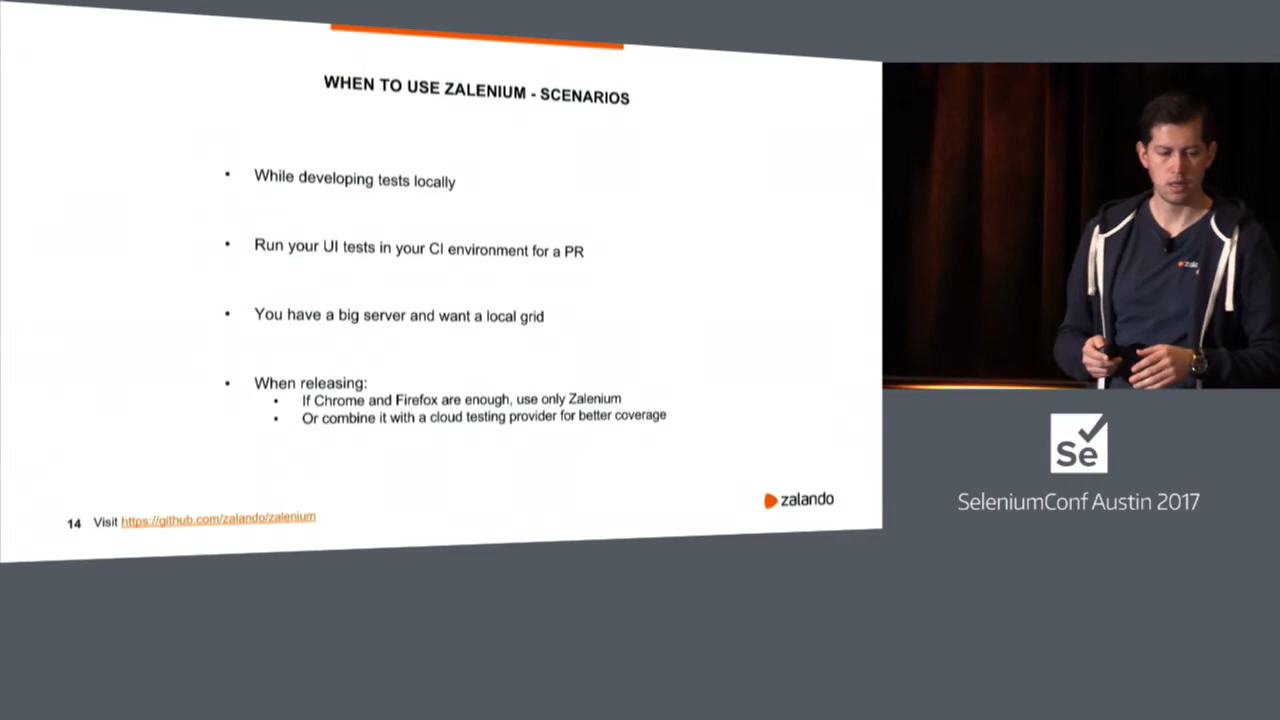 WHEN TO USE ZALENIUM - SCENARIOS
• While developing tests locally
• Run your UI tests in your CI environment for a PR
• You have a big server and want a local grid
• When releasing:
• If Chrome and Firefox are enough, use only Zalenium
• Or combine it with a cloud testing provider for better coverage
zalando
14 Visit https://github.com/zalando/zalenium
Se
SeleniumConf Austin 2017